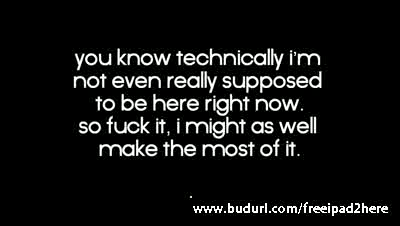 you know technically i'm
not even really supposed
to be here right now.
so fuck it, i might as well
make the most of it.
.
www.budurl.com/freeipad2here